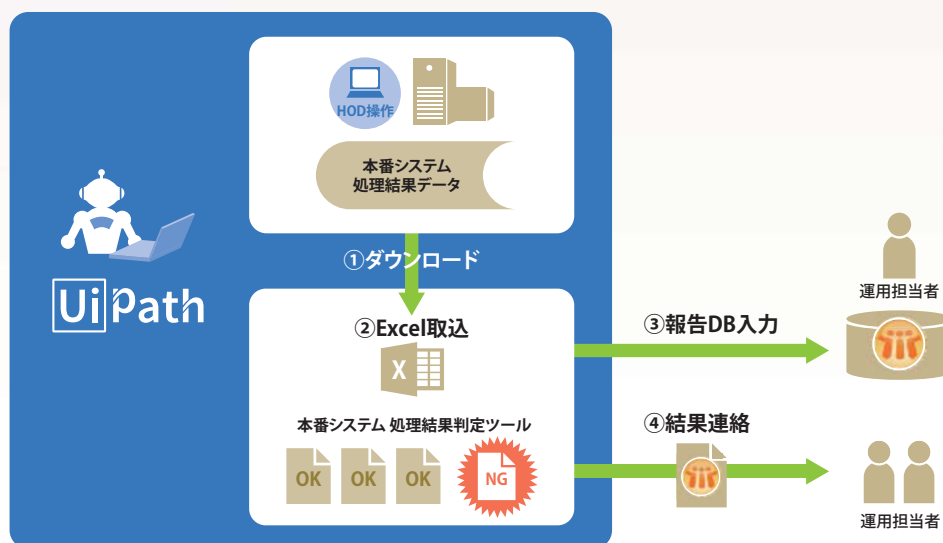 HOD操作
本番システム
処理結果データ
①ダウンロード
UiPath
②Excel取込
X
本番システム 処理結果判定ツール
OK
OK
OK
NG
③報告DB入力
運用担当者
④結果連絡
運用担当者